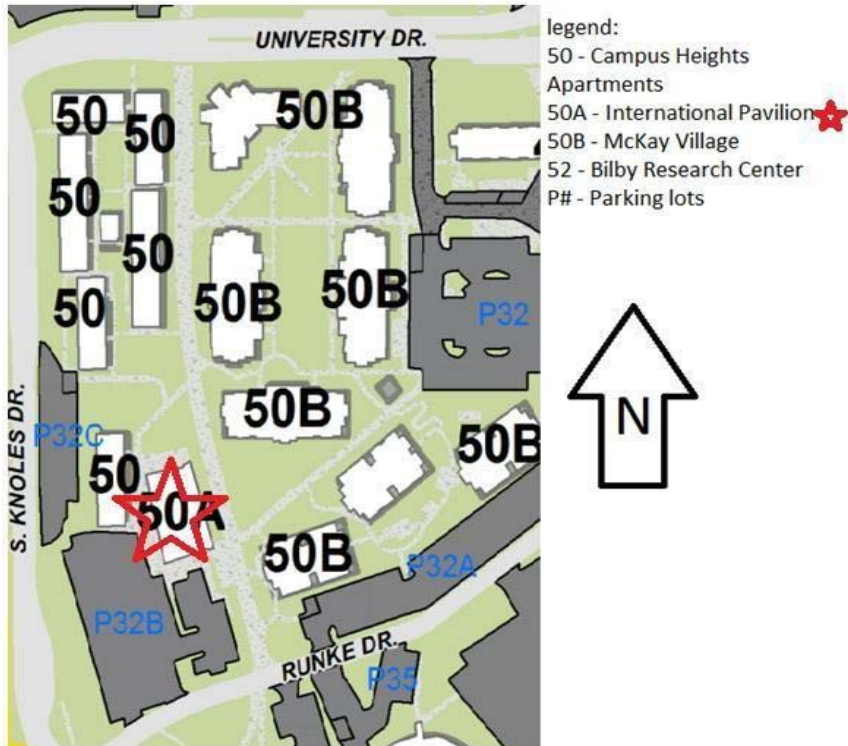 UNIVERSITY DR.
legend:
50 - Campus Heights
Apartments
50A - International Pavilion
50B - McKay Village
52 - Bilby Research Center
P# - Parking lots
50
50
50B
50
50
50
50B
50B
P32
N
50B
S. KNOLES DR.
P32C
50
50B
50A
50B
P32A
P32B
RUNKE DR.
P35